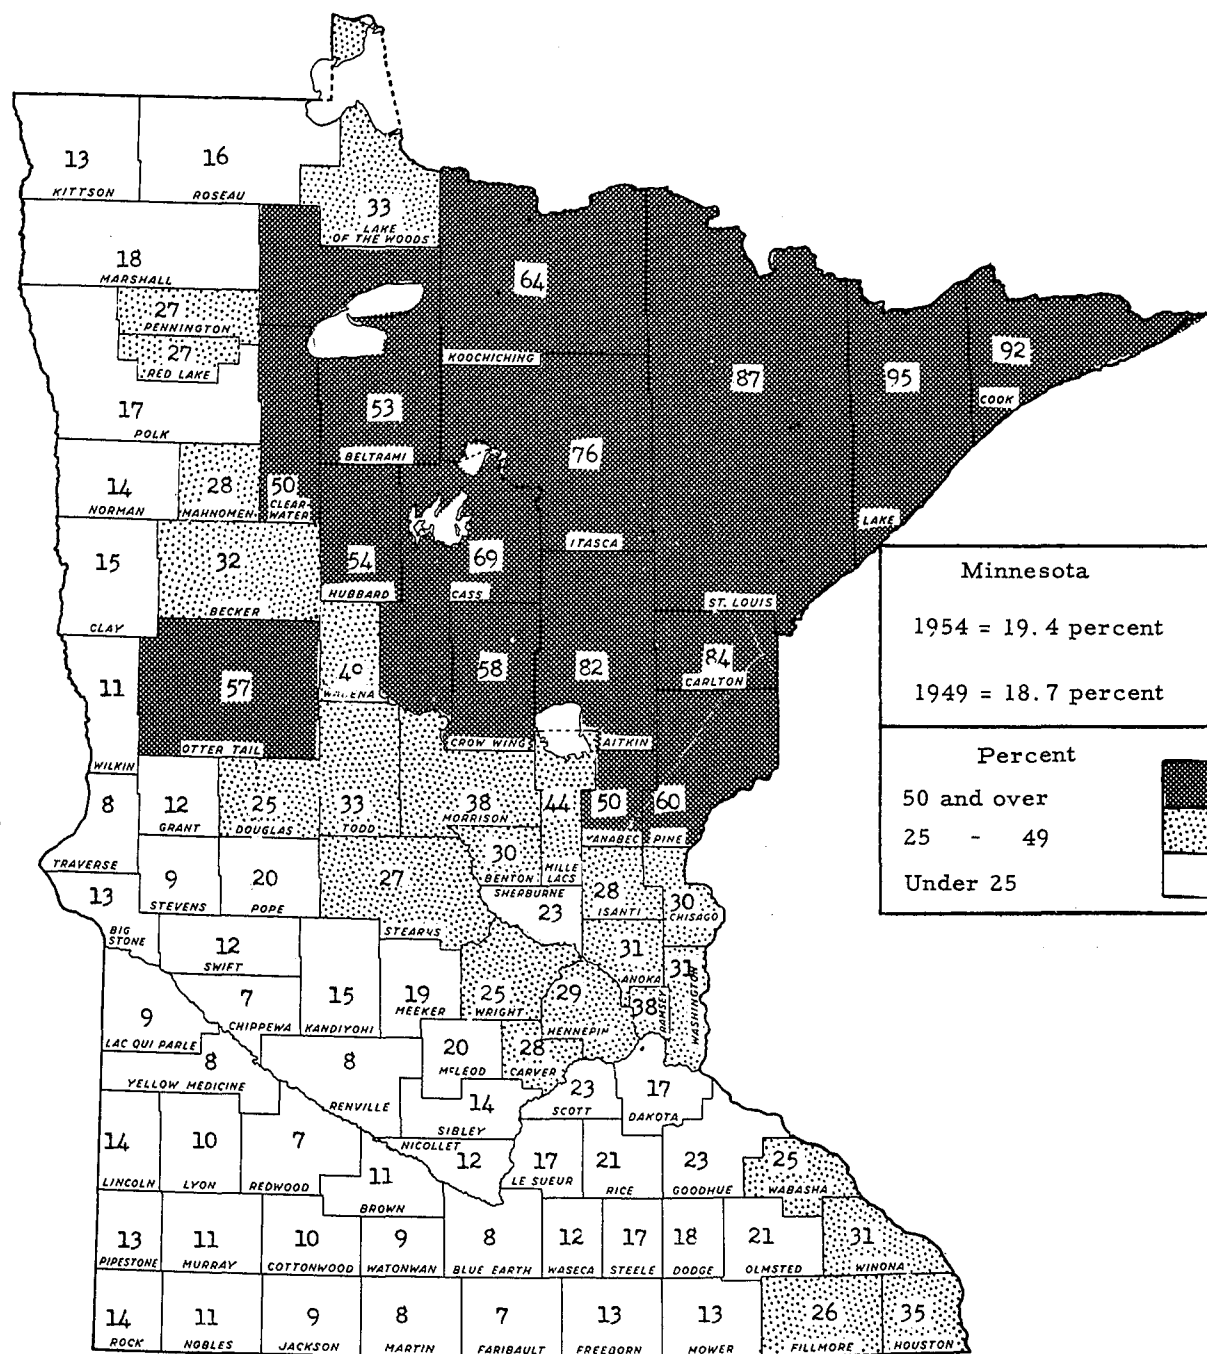 13
KITTSON
16
ROSEAU
33
LAKE
OF THE WOODS
18
MARSHALL
27
PENNINGTON
27
RED LAKE
17
POLK
64
KOOCHICHING
53
BELTRAMI
87
ST. LOUIS
95
LAKE
92
COOK
76
ITASCA
14
NORMAN
28
MAHNOMEN
50
CLEAR-
WATER
15
CLAY
32
BECKER
54
HUBBARD
69
CASS
11
WILKIN
57
OTTER TAIL
58
CROW WING
82
AITKIN
84
CARLTON
8
TRAVERSE
12
GRANT
25
DOUGLAS
33
TODD
38
MORRISON
44
MILLE
LACS
50
KANABEC
60
PINE
13
BIG
STONE
9
STEVENS
20
POPE
27
STEARNS
30
BENTON
SHERBURNE
23
28
ISANTI
30
CHISAGO
12
SWIFT
15
KANDIYOHI
19
MEEKER
25
WRIGHT
31
ANOKA
29
HENNEPIN
38
RAMSEY
31
WASHINGTON
9
LAC QUI PARLE
7
CHIPPEWA
8
YELLOW MEDICINE
8
RENVILLE
20
McLEOD
28
CARVER
23
SCOTT
17
DAKOTA
14
SIBLEY
NICOLLET
12
14
LINCOLN
10
LYON
7
REDWOOD
11
BROWN
17
LE SUEUR
21
RICE
23
GOODHUE
25
WABASHA
13
PIPESTONE
11
MURRAY
10
COTTONWOOD
9
WATONWAN
8
BLUE EARTH
12
WASECA
17
STEELE
18
DODGE
21
OLMSTED
31
WINONA
14
ROCK
11
NOBLES
9
JACKSON
8
MARTIN
7
FARIBAULT
13
FREEBORN
13
MOWER
26
FILLMORE
35
HOUSTON
Minnesota
1954 = 19.4 percent
1949 = 18.7 percent
Percent
50 and over
25 - 49
Under 25